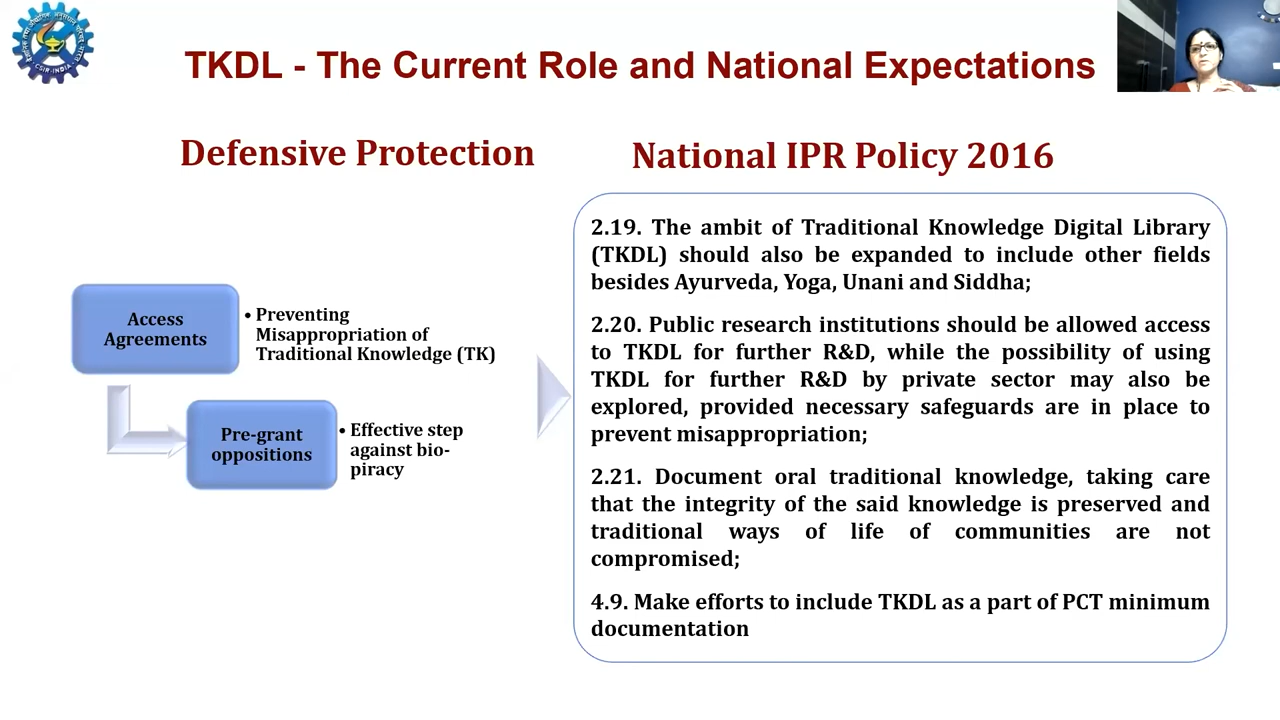 TKDL - The Current Role and National Expectations
Defensive Protection
Access
Agreements
• Preventing
Misappropriation of
Traditional Knowledge (TK)
Pre-grant
oppositions
• Effective step
against bio-
piracy
National IPR Policy 2016
2.19. The ambit of Traditional Knowledge Digital Library
(TKDL) should also be expanded to include other fields
besides Ayurveda, Yoga, Unani and Siddha;
2.20. Public research institutions should be allowed access
to TKDL for further R&D, while the possibility of using
TKDL for further R&D by private sector may also be
explored, provided necessary safeguards are in place to
prevent misappropriation;
2.21. Document oral traditional knowledge, taking care
that the integrity of the said knowledge is preserved and
traditional ways of life of communities are not
compromised;
4.9. Make efforts to include TKDL as a part of PCT minimum
documentation
CSIR-INDIA